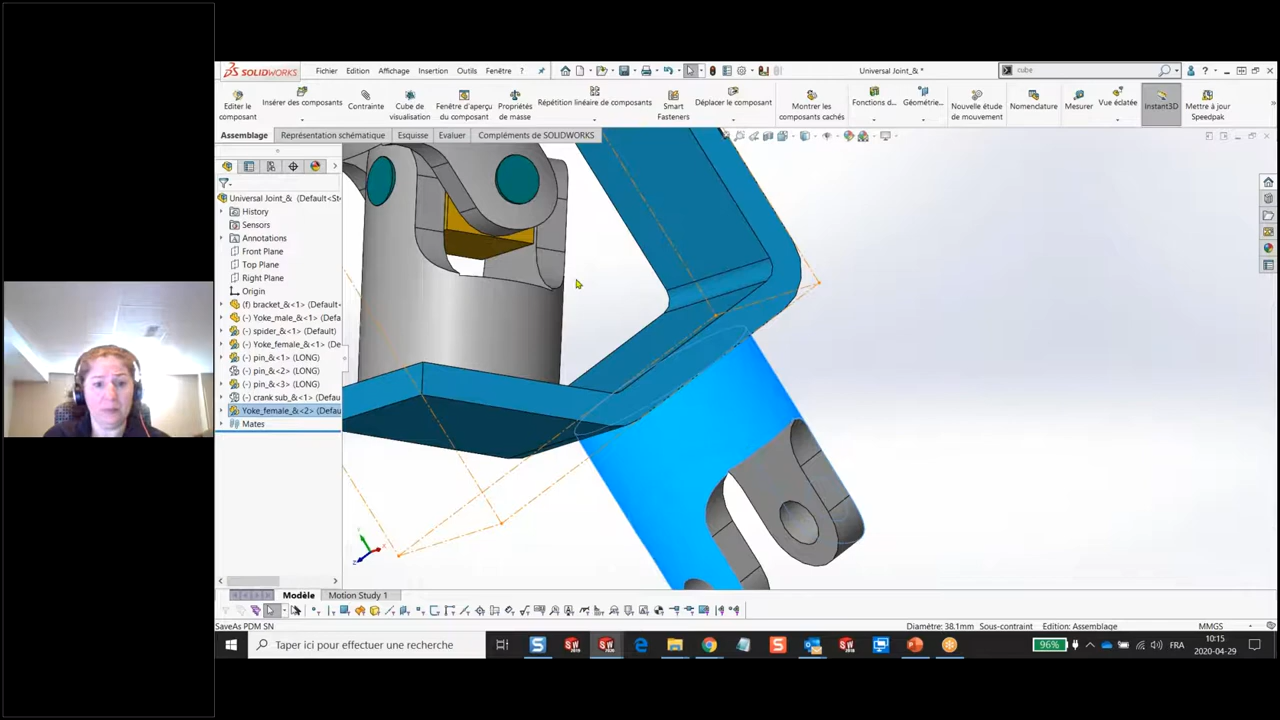 SOLIDWORKS Fichier Edition Affichage Insertion Outils Fenêtre ? Universal Joint_& * cube
Editer le composant
Insérer des composants
Contrainte
Cube de visualisation
Fenêtre d'aperçu du composant
Propriétés de masse
Répétition linéaire de composants
Smart Fasteners
Déplacer le composant
Montrer les composants cachés
Fonctions d...
Géométrie...
Nouvelle étude de mouvement
Nomenclature
Mesurer
Vue éclatée
Instant3D
Mettre à jour Speedpak
Assemblage Représentation schématique Esquisse Evaluer Compléments de SOLIDWORKS
Universal Joint_& (Default<St
History
Sensors
Annotations
Front Plane
Top Plane
Right Plane
Origin
(f) bracket_&<1> (Default
(-) Yoke_male_&<1> (Defa
(-) spider_&<1> (Default)
(-) Yoke_female_&<1> (De
(-) pin_&<1> (LONG)
(-) pin_&<2> (LONG)
(-) pin_&<3> (LONG)
(-) crank sub_&<1> (Defau
Yoke_female_&<2> (Defau
Mates
Modèle Motion Study 1
SaveAs PDM SN Diamètre: 38.1mm Sous-contraint Edition: Assemblage MMGS
Taper ici pour effectuer une recherche 96% FRA 10:15
2020-04-29